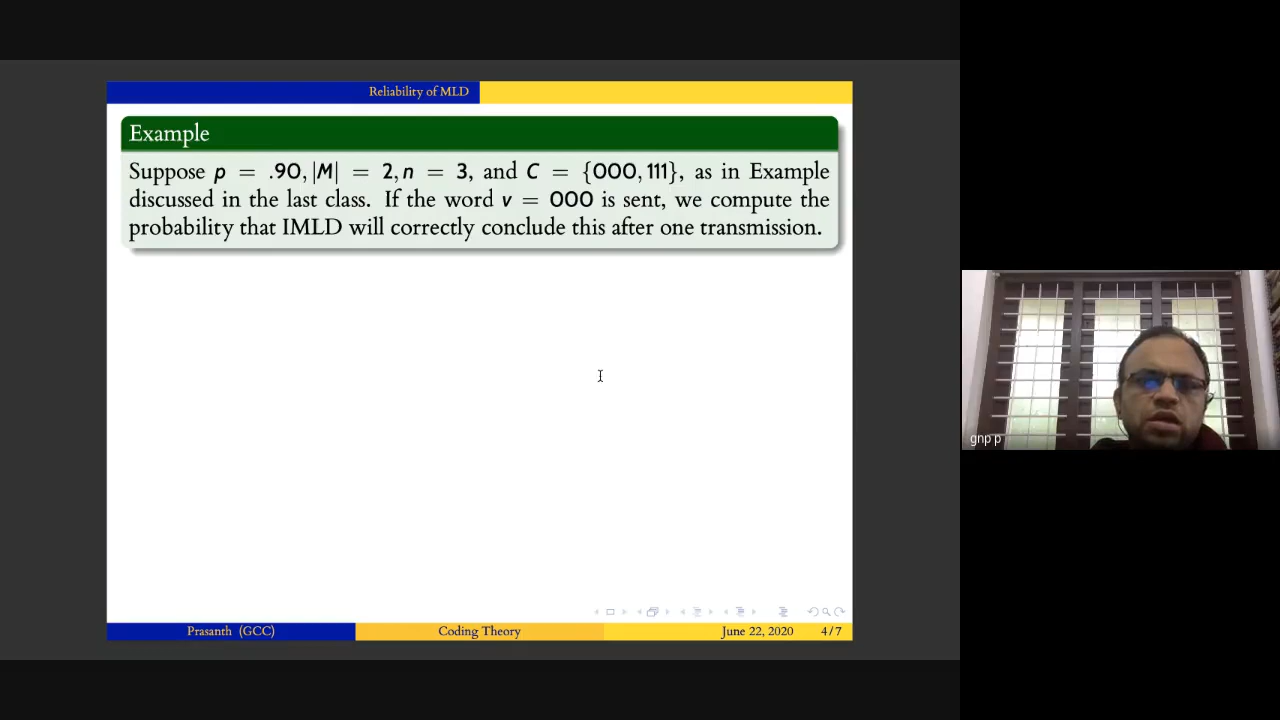 Reliability of MLD
Example
Suppose p = .90, |M| = 2, n = 3, and C = {000, 111}, as in Example
discussed in the last class. If the word v = 000 is sent, we compute the
probability that IMLD will correctly conclude this after one transmission.
gnp p
Prasanth (GCC)
Coding Theory
June 22, 2020
4/7